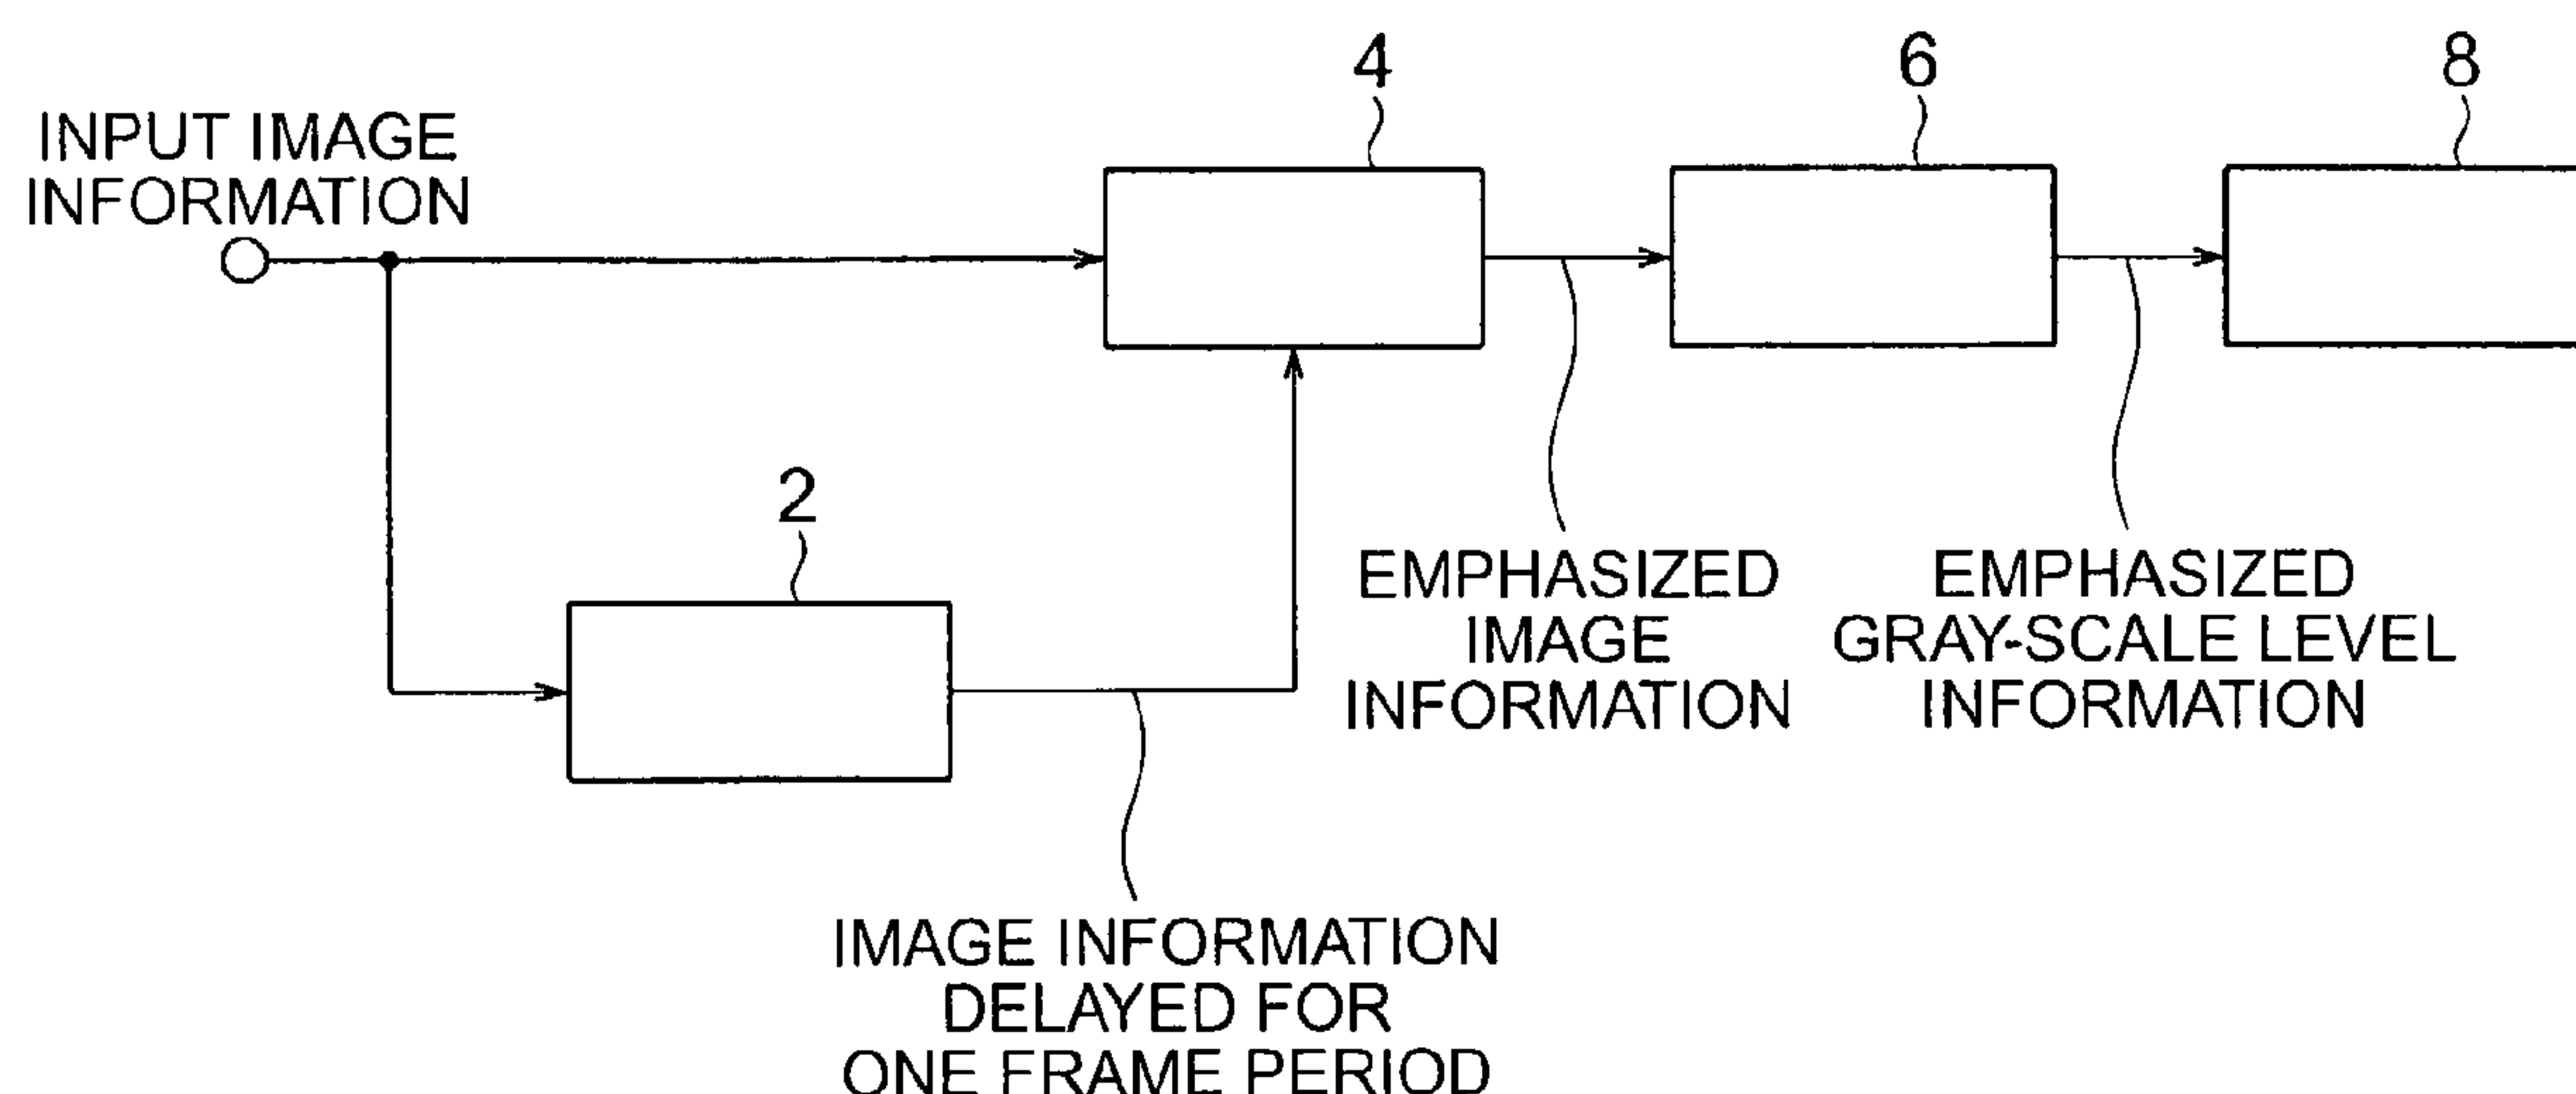 4
6
8
INPUT IMAGE
INFORMATION
2
EMPHASIZED
IMAGE
INFORMATION
EMPHASIZED
GRAY-SCALE LEVEL
INFORMATION
IMAGE INFORMATION
DELAYED FOR
ONE FRAME PERIOD